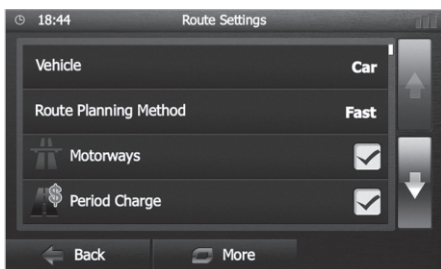 18:44 Route Settings
Vehicle Car
Route Planning Method Fast
Motorways
Period Charge
Back More